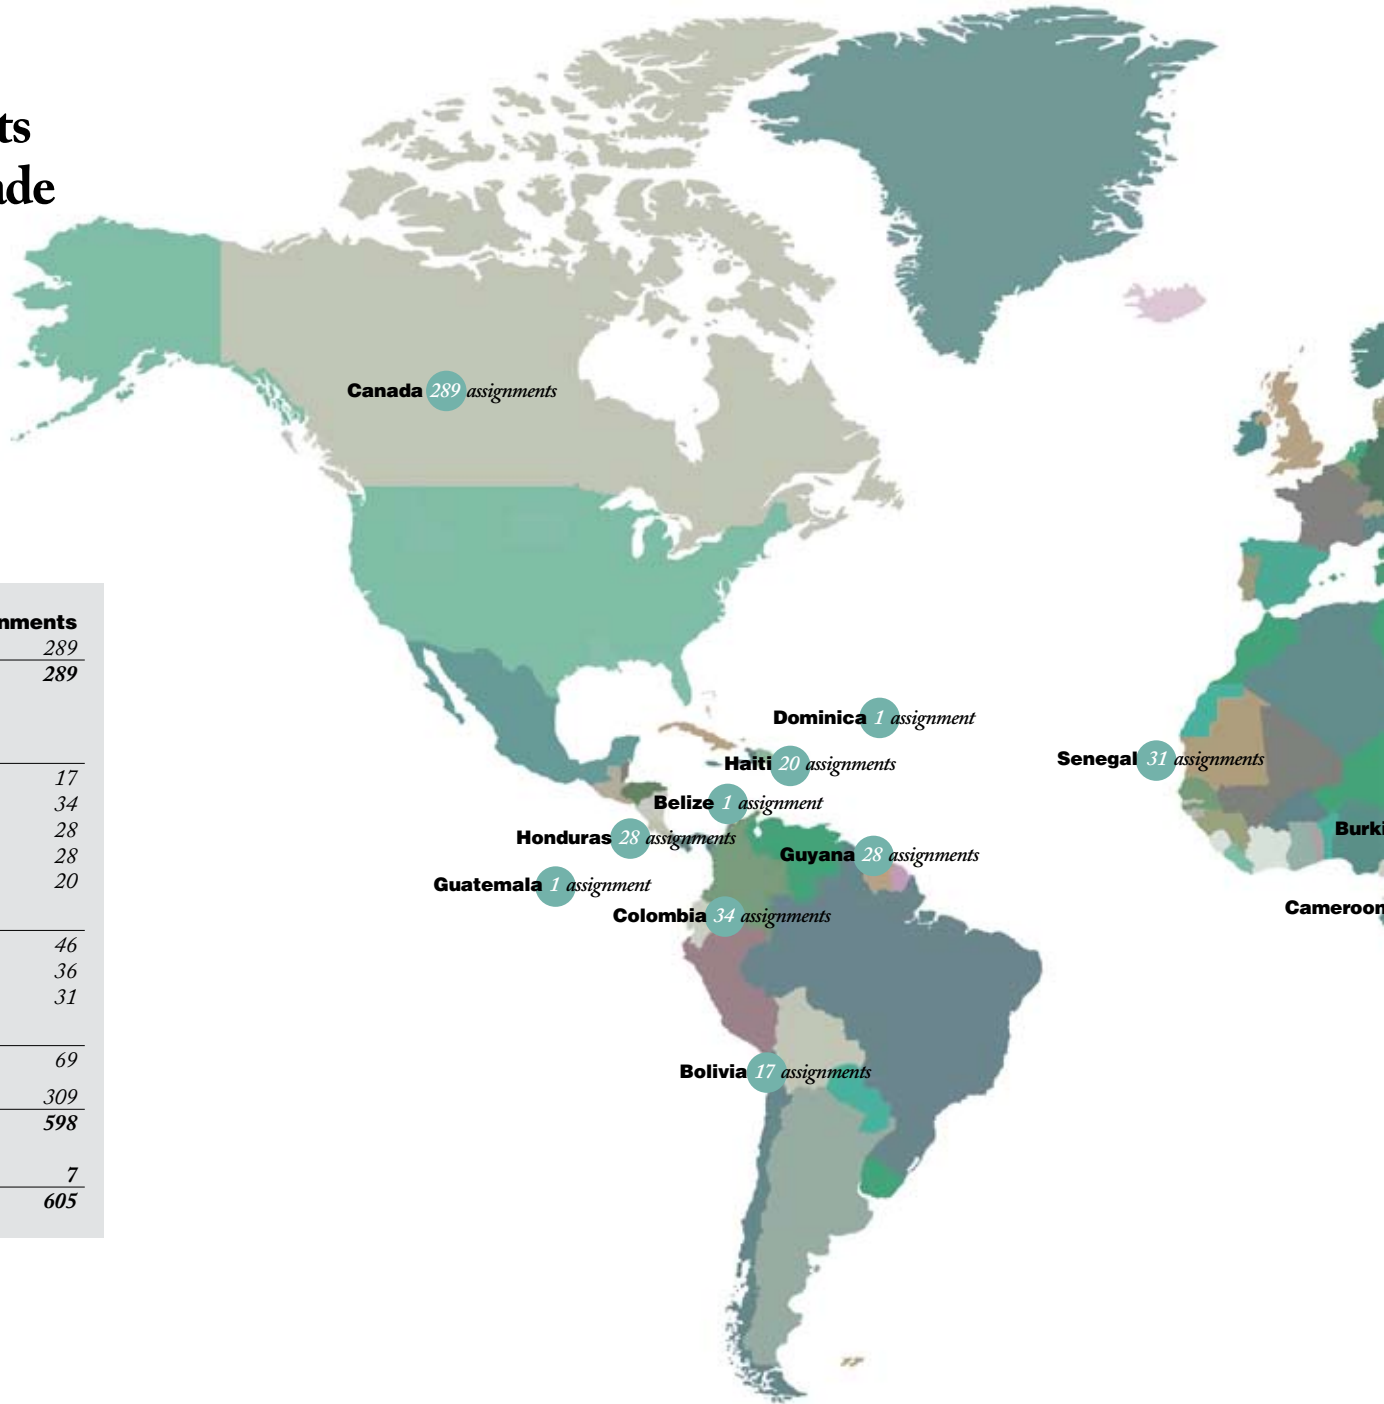 ts
ade
Canada 289 assignments
nments
289
289
17
34
28
28
20
46
36
31
69
309
598
7
605
Dominica 1 assignment
Haiti 20 assignments
Belize 1 assignment
Honduras 28 assignments
Guyana 28 assignments
Guatemala 1 assignment
Colombia 34 assignments
Bolivia 17 assignments
Senegal 31 assignments
Burki
Cameroon